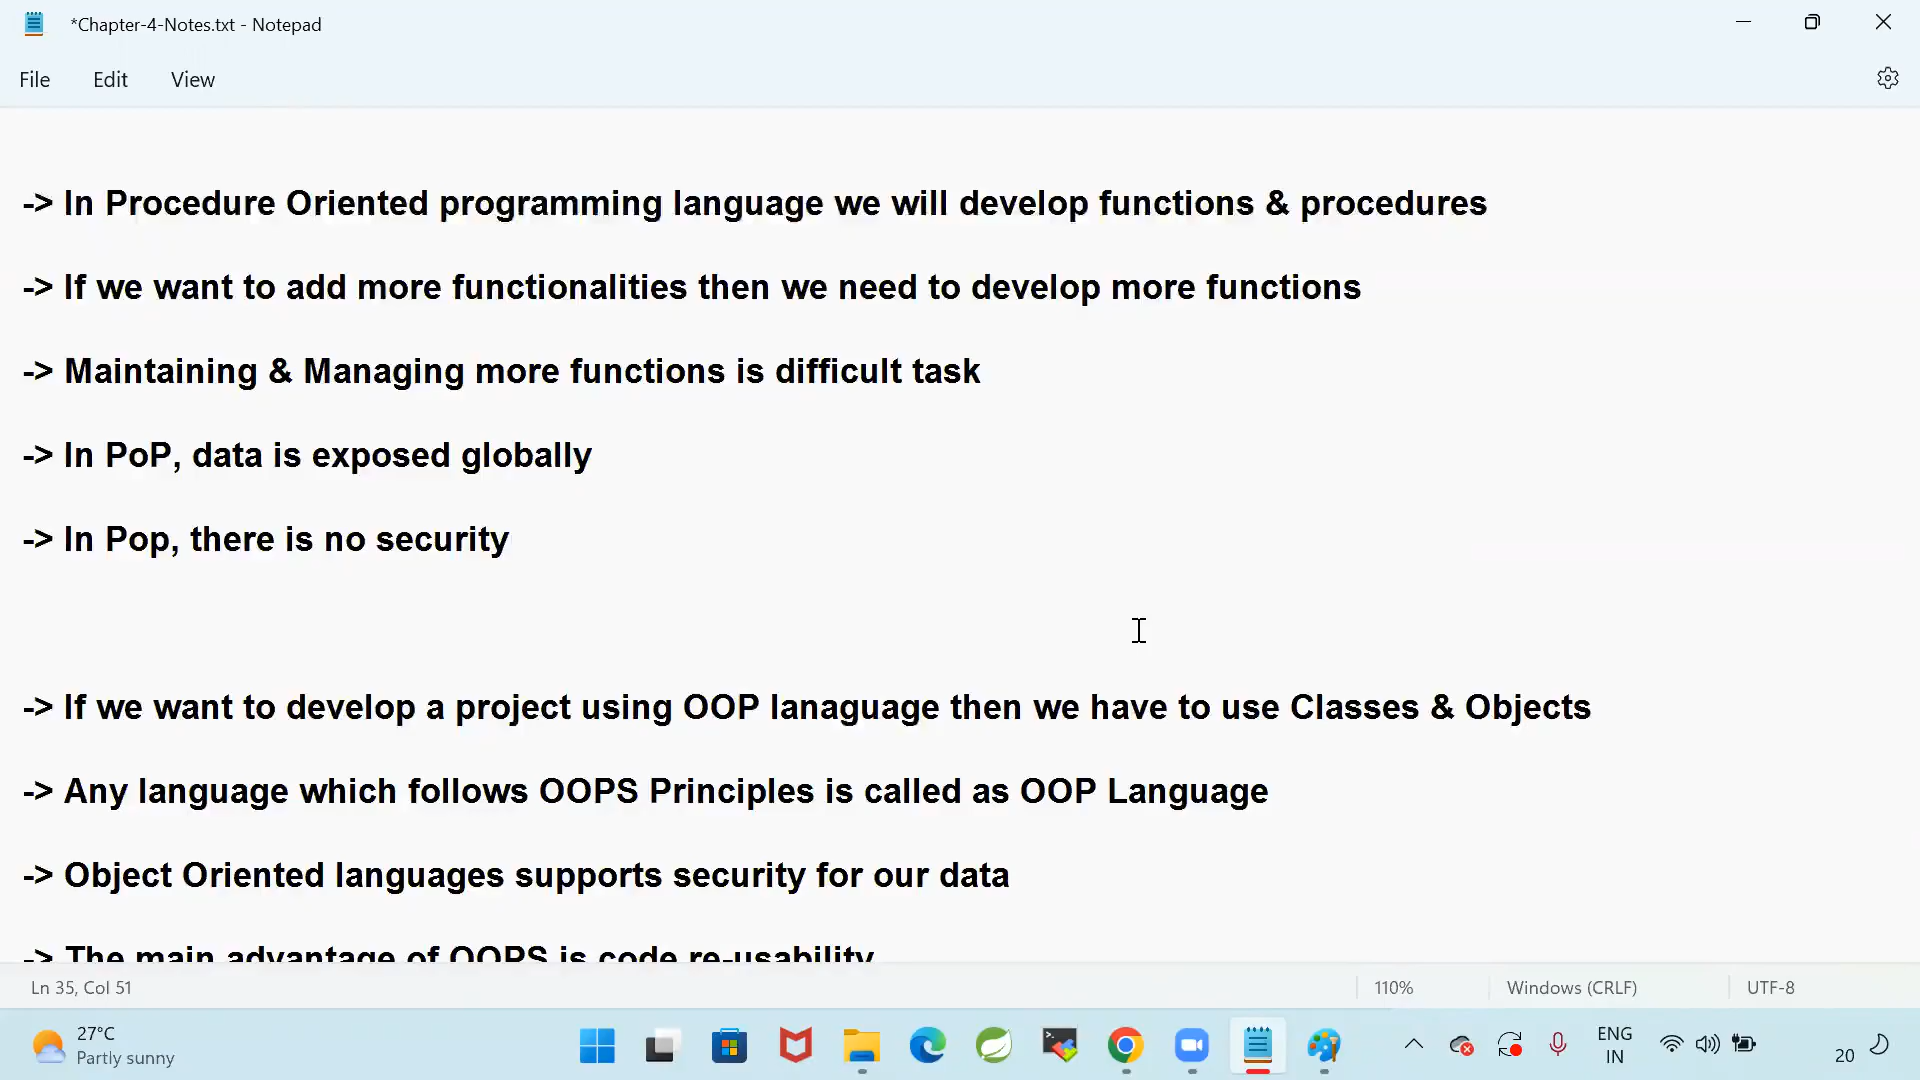 *Chapter-4-Notes.txt - Notepad
File Edit View
-> In Procedure Oriented programming language we will develop functions & procedures
-> If we want to add more functionalities then we need to develop more functions
-> Maintaining & Managing more functions is difficult task
-> In PoP, data is exposed globally
-> In Pop, there is no security
-> If we want to develop a project using OOP lanaguage then we have to use Classes & Objects
-> Any language which follows OOPS Principles is called as OOP Language
-> Object Oriented languages supports security for our data
-> The main advantage of OOPS is code re-usability
Ln 35, Col 51 110% Windows (CRLF) UTF-8
27°C
Partly sunny
ENG
IN
20